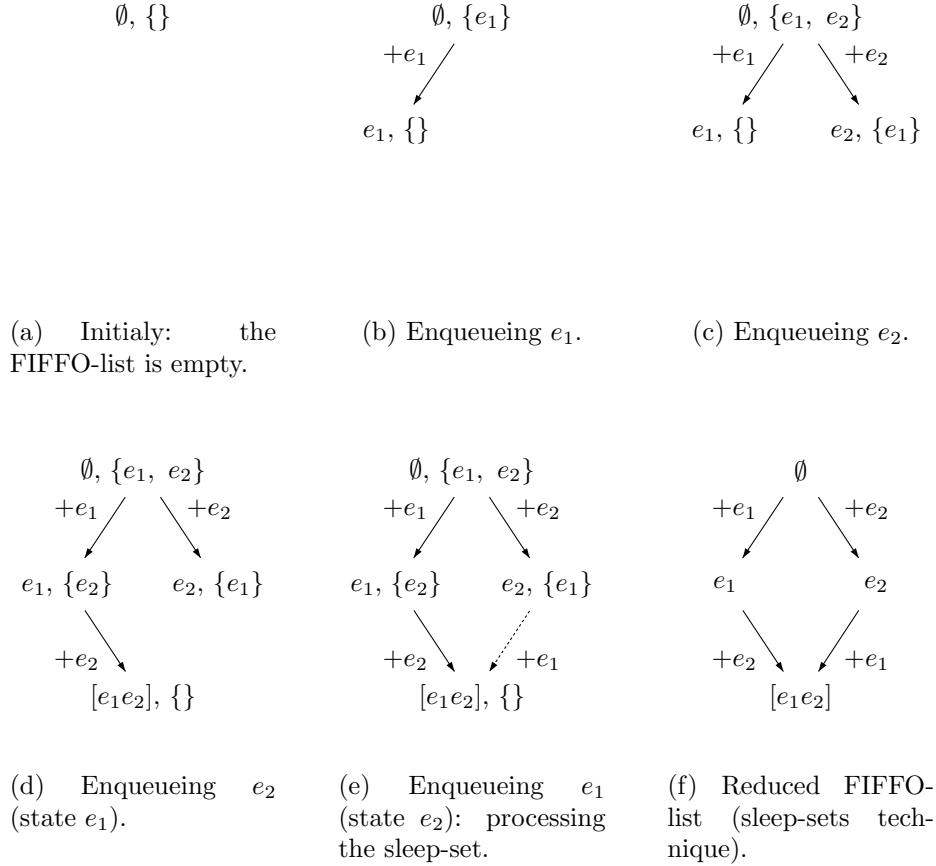 ∅, {}
∅, {e₁}
+e₁
e₁, {}
∅, {e₁, e₂}
+e₁ +e₂
e₁, {} e₂, {e₁}
(a) Initialy: the
FIFFO-list is empty.
(b) Enqueueing e₁.
(c) Enqueueing e₂.
∅, {e₁, e₂}
+e₁ +e₂
e₁, {e₂} e₂, {e₁}
+e₂
[e₁e₂], {}
∅, {e₁, e₂}
+e₁ +e₂
e₁, {e₂} e₂, {e₁}
+e₂ +e₁
[e₁e₂], {}
∅
+e₁ +e₂
e₁ e₂
+e₂ +e₁
[e₁e₂]
(d) Enqueueing e₂
(state e₁).
(e) Enqueueing e₁
(state e₂): processing
the sleep-set.
(f) Reduced FIFFO-
list (sleep-sets tech-
nique).